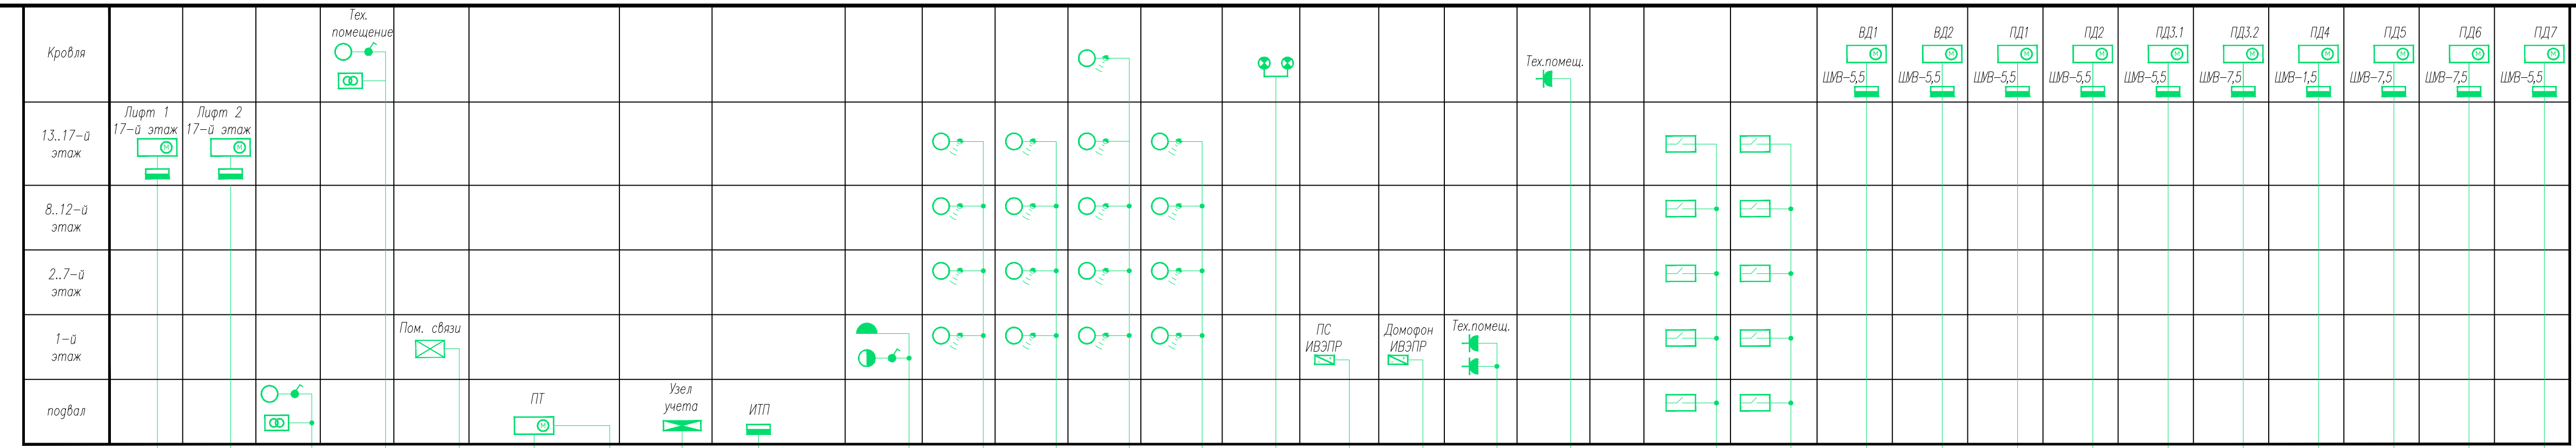 Кровля
Тех.
помещение
Тех.помещ.
ВД1
ВД2
ПД1
ПД2
ПД3.1
ПД3.2
ПД4
ПД5
ПД6
ПД7
М
М
М
М
М
М
М
М
М
М
ШУВ-5,5
ШУВ-5,5
ШУВ-5,5
ШУВ-5,5
ШУВ-5,5
ШУВ-7,5
ШУВ-1,5
ШУВ-7,5
ШУВ-7,5
ШУВ-5,5
13..17-й
этаж
Лифт 1
17-й этаж
М
Лифт 2
17-й этаж
М
8..12-й
этаж
2..7-й
этаж
1-й
этаж
Пом. связи
ПС
ИВЭПР
Домофон
ИВЭПР
Тех.помещ.
подвал
ПТ
М
Узел
учета
ИТП